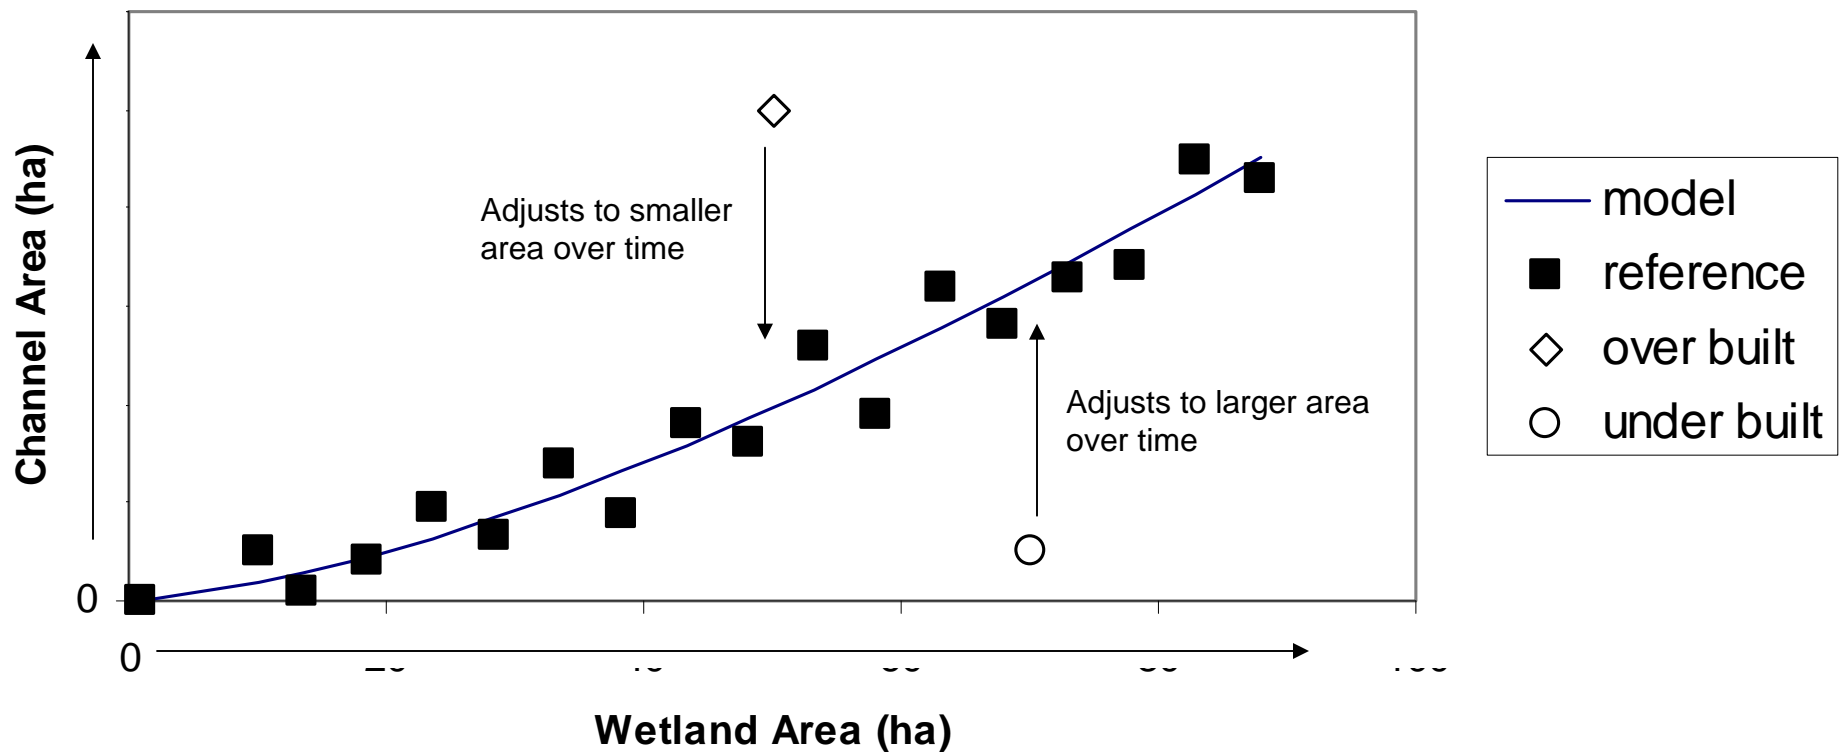 Channel Area (ha)
Adjusts to smaller
area over time
Adjusts to larger area
over time
0
0
Wetland Area (ha)
model
reference
over built
under built